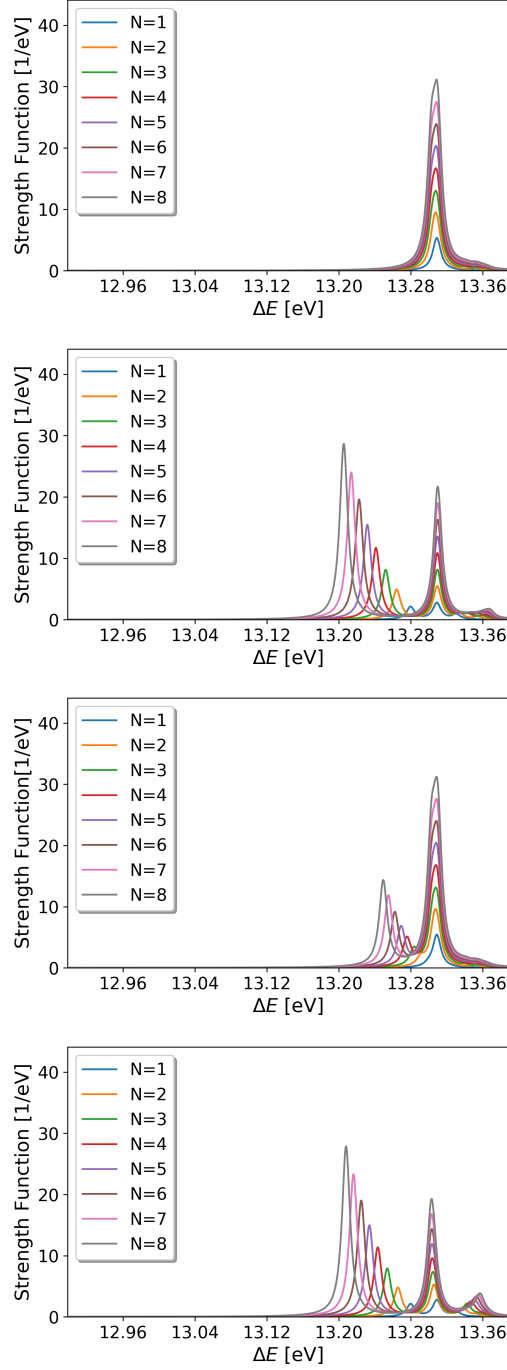 40
30
20
10
0
Strength Function [1/eV]
N=1
N=2
N=3
N=4
N=5
N=6
N=7
N=8
12.96 13.04 13.12 13.20 13.28 13.36
ΔE [eV]
40
30
20
10
0
Strength Function [1/eV]
N=1
N=2
N=3
N=4
N=5
N=6
N=7
N=8
12.96 13.04 13.12 13.20 13.28 13.36
ΔE [eV]
40
30
20
10
0
Strength Function[1/eV]
N=1
N=2
N=3
N=4
N=5
N=6
N=7
N=8
12.96 13.04 13.12 13.20 13.28 13.36
ΔE [eV]
40
30
20
10
0
Strength Function [1/eV]
N=1
N=2
N=3
N=4
N=5
N=6
N=7
N=8
12.96 13.04 13.12 13.20 13.28 13.36
ΔE [eV]